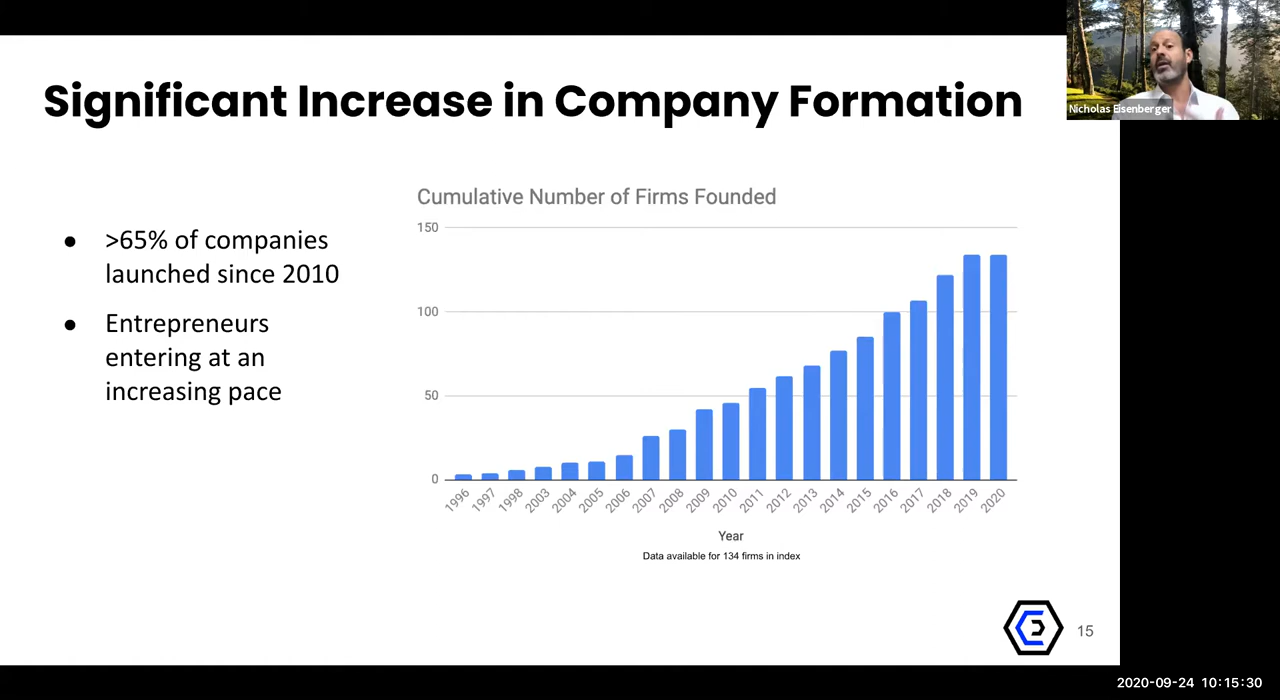 Significant Increase in Company Formation
Nicholas Eisenberger
● >65% of companies
launched since 2010
● Entrepreneurs
entering at an
increasing pace
Cumulative Number of Firms Founded
150
100
50
0
1996 1997 1998 2003 2004 2005 2006 2007 2008 2009 2010 2011 2012 2013 2014 2015 2016 2017 2018 2019 2020
Year
Data available for 134 firms in index
15
2020-09-24 10:15:30